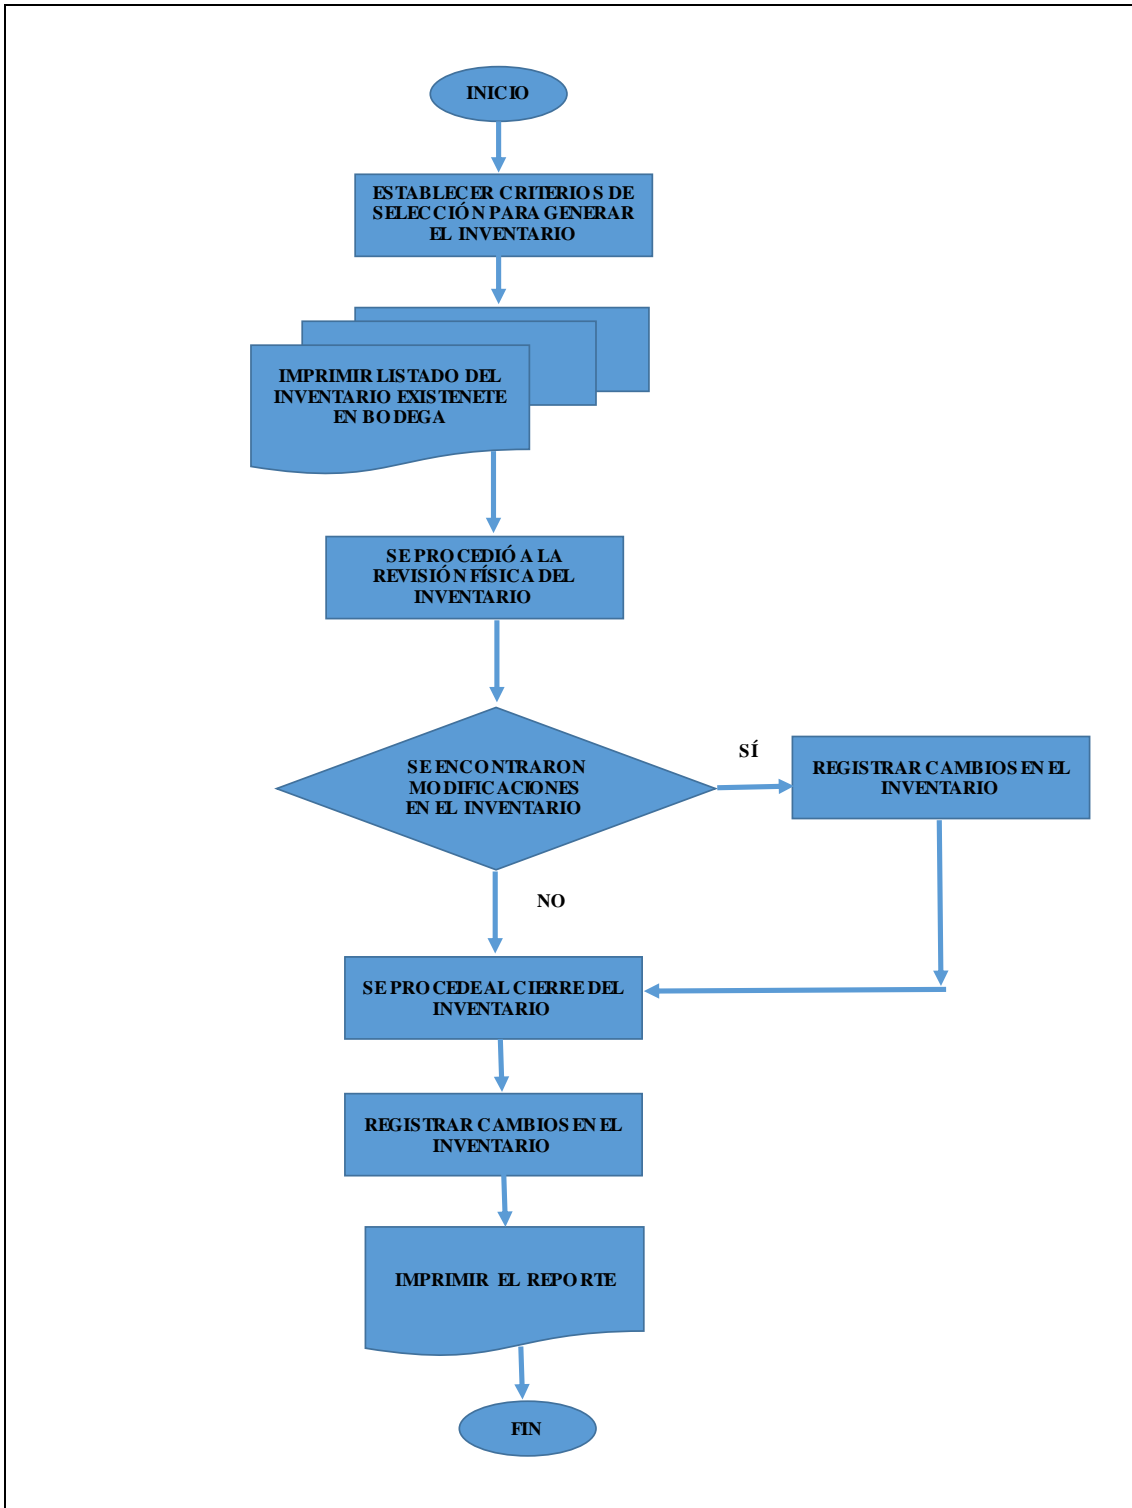 INICIO
ESTABLECER CRITERIOS DE
SELECCIÓN PARA GENERAR
EL INVENTARIO
IMPRIMIR LISTADO DEL
INVENTARIO EXISTENETE
EN BODEGA
SE PROCEDIÓ A LA
REVISIÓN FÍSICA DEL
INVENTARIO
SE ENCONTRARON
MODIFICACIONES
EN EL INVENTARIO
SÍ
REGISTRAR CAMBIOS EN EL
INVENTARIO
NO
SE PROCEDE AL CIERRE DEL
INVENTARIO
REGISTRAR CAMBIOS EN EL
INVENTARIO
IMPRIMIR EL REPORTE
FIN